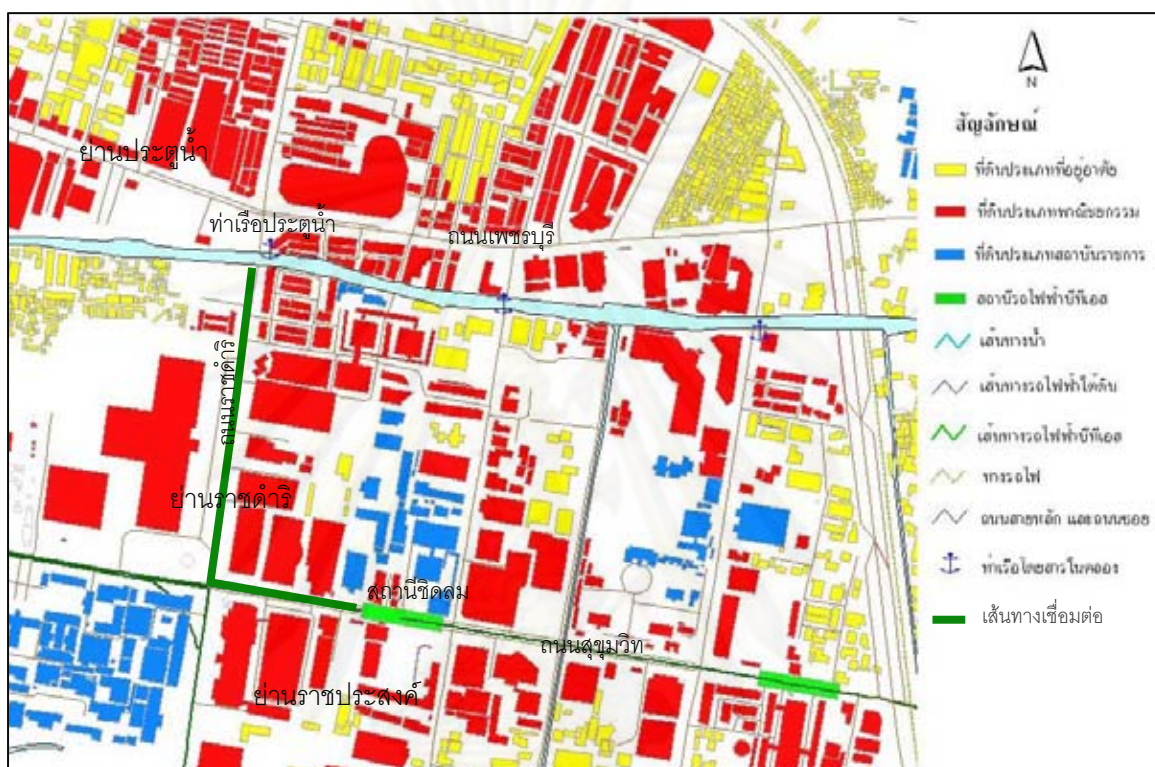 ย่านประตูน้ำ
ท่าเรือประตูน้ำ
ถนนเพชรบุรี
ถนนราชดำริ
ย่านราชดำริ
สถานีชิดลม
ถนนสุขุมวิท
ย่านราชประสงค์
N
สัญลักษณ์
ที่ดินประเภทที่อยู่อาศัย
ที่ดินประเภทพาณิชยกรรม
ที่ดินประเภทสถาบันราชการ
สถานีรถไฟฟ้าบีทีเอส
เส้นทางน้ำ
เส้นทางรถไฟฟ้าใต้ดิน
เส้นทางรถไฟฟ้าบีทีเอส
ทางรถไฟ
ถนนสายหลัก และถนนซอย
ท่าเรือโดยสารในคลอง
เส้นทางเชื่อมต่อ